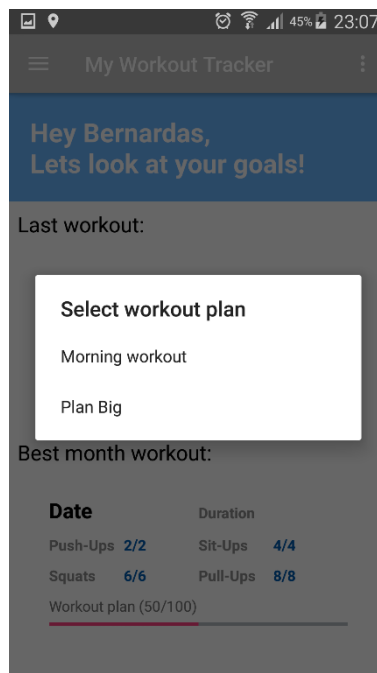 45% 23:07
My Workout Tracker
Hey Bernardas,
Lets look at your goals!
Last workout:
Select workout plan
Morning workout
Plan Big
Best month workout:
Date Duration
Push-Ups 2/2 Sit-Ups 4/4
Squats 6/6 Pull-Ups 8/8
Workout plan (50/100)